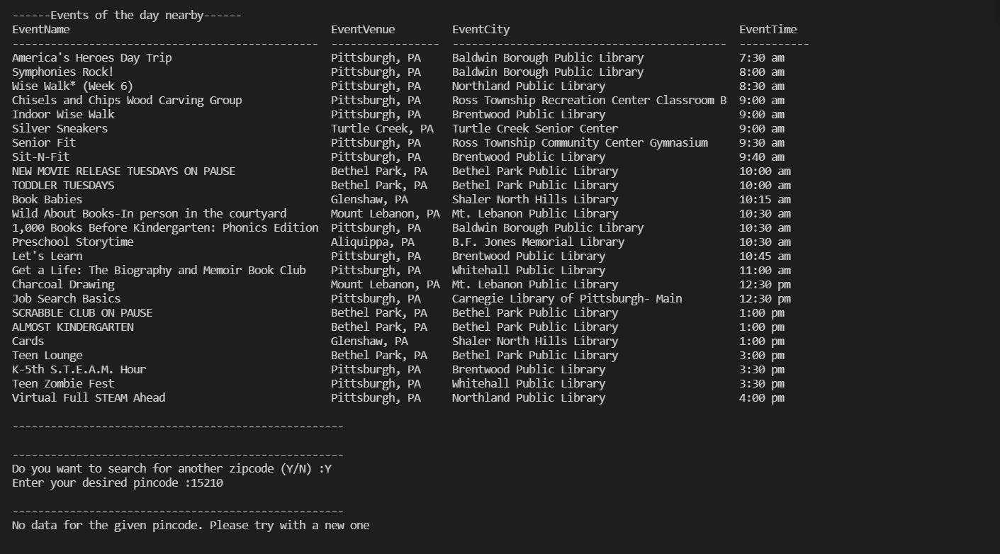 ------Events of the day nearby------
EventName                                         EventVenue         EventCity                                    EventTime
------------------------------------------------  -----------------  -------------------------------------------  -----------
America's Heroes Day Trip                         Pittsburgh, PA     Baldwin Borough Public Library               7:30 am
Symphonies Rock!                                  Pittsburgh, PA     Baldwin Borough Public Library               8:00 am
Wise Walk* (Week 6)                               Pittsburgh, PA     Northland Public Library                     8:30 am
Chisels and Chips Wood Carving Group              Pittsburgh, PA     Ross Township Recreation Center Classroom B  9:00 am
Indoor Wise Walk                                  Pittsburgh, PA     Brentwood Public Library                     9:00 am
Silver Sneakers                                   Turtle Creek, PA   Turtle Creek Senior Center                   9:00 am
Senior Fit                                        Pittsburgh, PA     Ross Township Community Center Gymnasium     9:30 am
Sit-N-Fit                                         Pittsburgh, PA     Brentwood Public Library                     9:40 am
NEW MOVIE RELEASE TUESDAYS ON PAUSE               Bethel Park, PA    Bethel Park Public Library                   10:00 am
TODDLER TUESDAYS                                  Bethel Park, PA    Bethel Park Public Library                   10:00 am
Book Babies                                       Glenshaw, PA       Shaler North Hills Library                   10:15 am
Wild About Books-In person in the courtyard       Mount Lebanon, PA  Mt. Lebanon Public Library                   10:30 am
1,000 Books Before Kindergarten: Phonics Edition  Pittsburgh, PA     Baldwin Borough Public Library               10:30 am
Preschool Storytime                               Aliquippa, PA      B.F. Jones Memorial Library                  10:30 am
Let's Learn                                       Pittsburgh, PA     Brentwood Public Library                     10:45 am
Get a Life: The Biography and Memoir Book Club    Pittsburgh, PA     Whitehall Public Library                     11:00 am
Charcoal Drawing                                  Mount Lebanon, PA  Mt. Lebanon Public Library                   12:30 pm
Job Search Basics                                 Pittsburgh, PA     Carnegie Library of Pittsburgh- Main         12:30 pm
SCRABBLE CLUB ON PAUSE                            Bethel Park, PA    Bethel Park Public Library                   1:00 pm
ALMOST KINDERGARTEN                               Bethel Park, PA    Bethel Park Public Library                   1:00 pm
Cards                                             Glenshaw, PA       Shaler North Hills Library                   1:00 pm
Teen Lounge                                       Bethel Park, PA    Bethel Park Public Library                   3:00 pm
K-5th S.T.E.A.M. Hour                             Pittsburgh, PA     Brentwood Public Library                     3:30 pm
Teen Zombie Fest                                  Pittsburgh, PA     Whitehall Public Library                     3:30 pm
Virtual Full STEAM Ahead                          Pittsburgh, PA     Northland Public Library                     4:00 pm
----------------------------------------------------
----------------------------------------------------
Do you want to search for another zipcode (Y/N) :Y
Enter your desired pincode :15210
----------------------------------------------------
No data for the given pincode. Please try with a new one